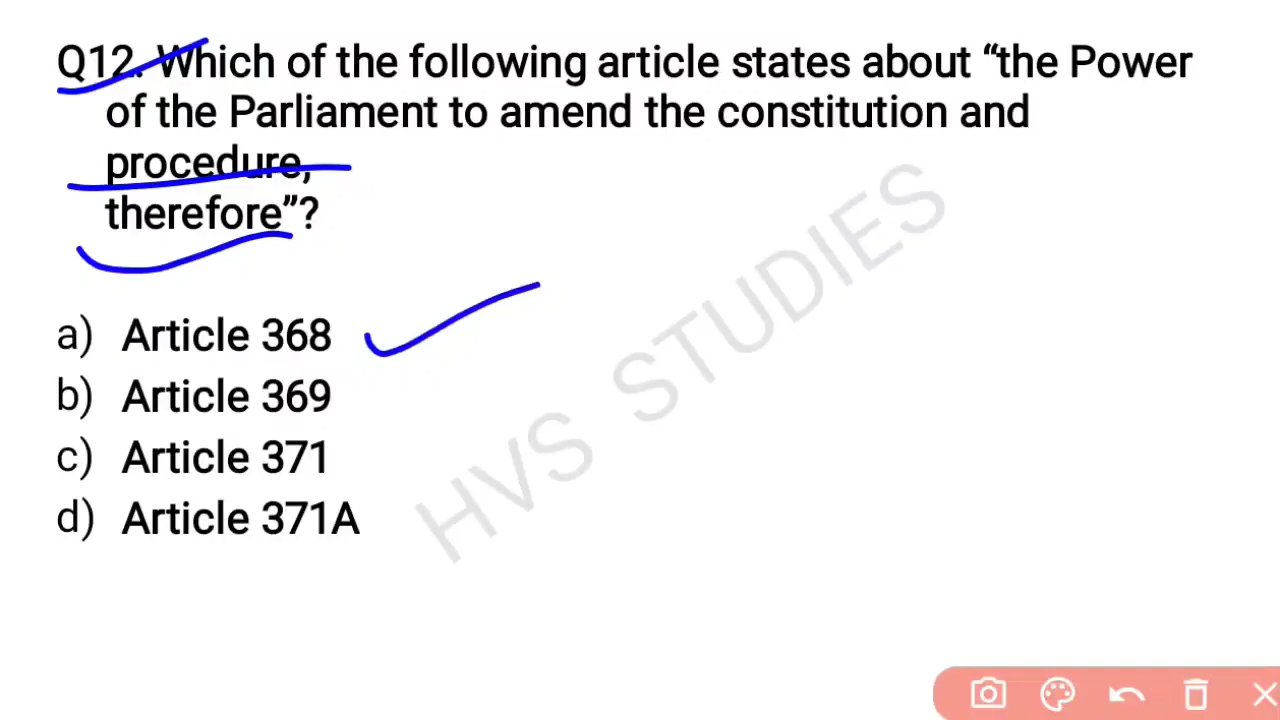 Q12. Which of the following article states about “the Power
of the Parliament to amend the constitution and
procedure,
therefore”?
a) Article 368
b) Article 369
c) Article 371
d) Article 371A
HVS STUDIES